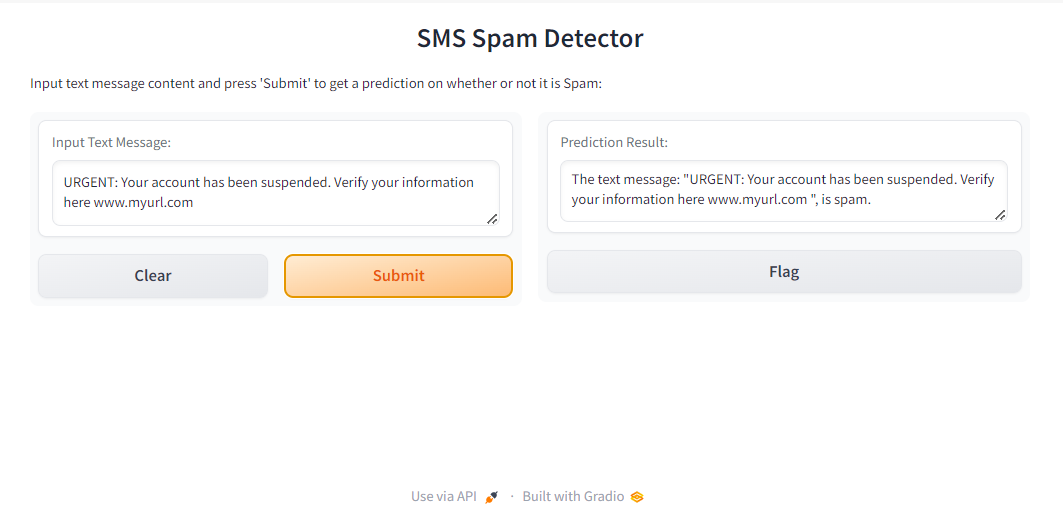 SMS Spam Detector
Input text message content and press 'Submit' to get a prediction on whether or not it is Spam:
Input Text Message:
URGENT: Your account has been suspended. Verify your information
here www.myurl.com
Clear
Submit
Prediction Result:
The text message: "URGENT: Your account has been suspended. Verify
your information here www.myurl.com ", is spam.
Flag
Use via API · Built with Gradio